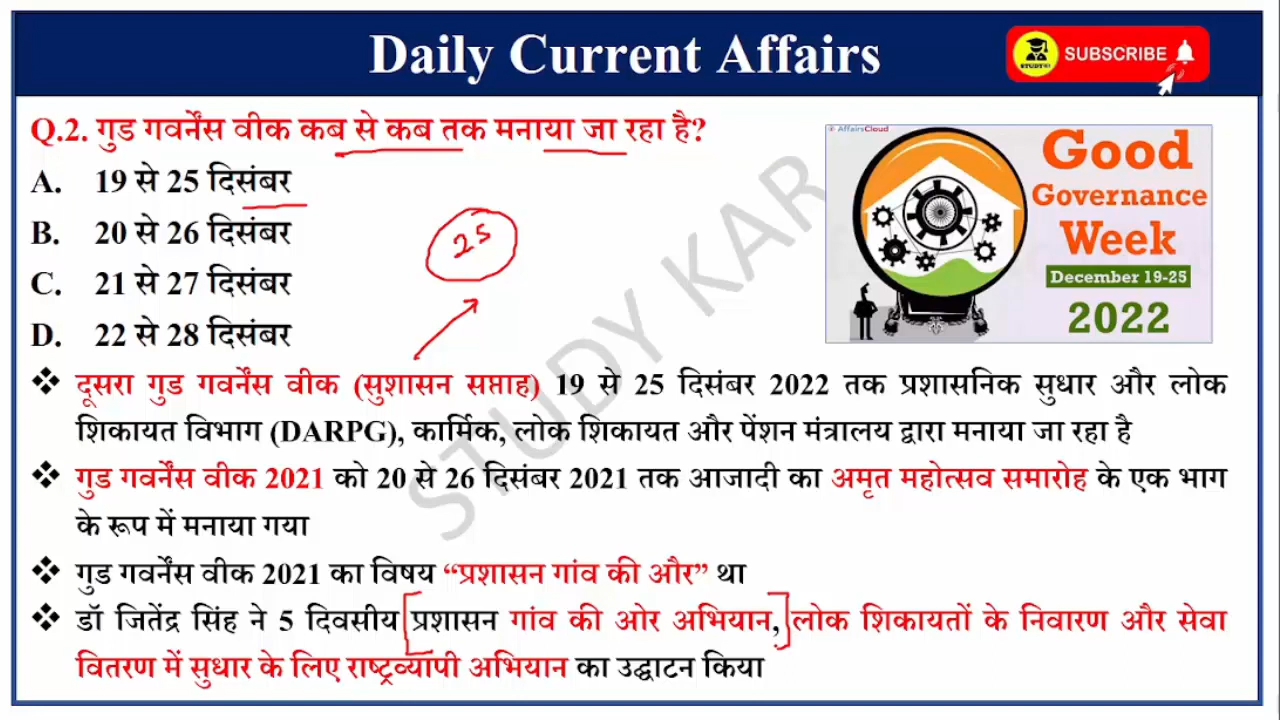 Daily Current Affairs
STUDY
SUBSCRIBE
Q.2. गुड गवर्नेंस वीक कब से कब तक मनाया जा रहा है?
A. 19 से 25 दिसंबर
B. 20 से 26 दिसंबर
C. 21 से 27 दिसंबर
D. 22 से 28 दिसंबर
25
AffairsCloud
Good
Governance
Week
December 19-25
2022
❖ दूसरा गुड गवर्नेंस वीक (सुशासन सप्ताह) 19 से 25 दिसंबर 2022 तक प्रशासनिक सुधार और लोक
शिकायत विभाग (DARPG), कार्मिक, लोक शिकायत और पेंशन मंत्रालय द्वारा मनाया जा रहा है
❖ गुड गवर्नेंस वीक 2021 को 20 से 26 दिसंबर 2021 तक आजादी का अमृत महोत्सव समारोह के एक भाग
के रूप में मनाया गया
❖ गुड गवर्नेंस वीक 2021 का विषय “प्रशासन गांव की और” था
❖ डॉ जितेंद्र सिंह ने 5 दिवसीय [प्रशासन गांव की ओर अभियान,] लोक शिकायतों के निवारण और सेवा
वितरण में सुधार के लिए राष्ट्रव्यापी अभियान का उद्घाटन किया
STUDY KAR